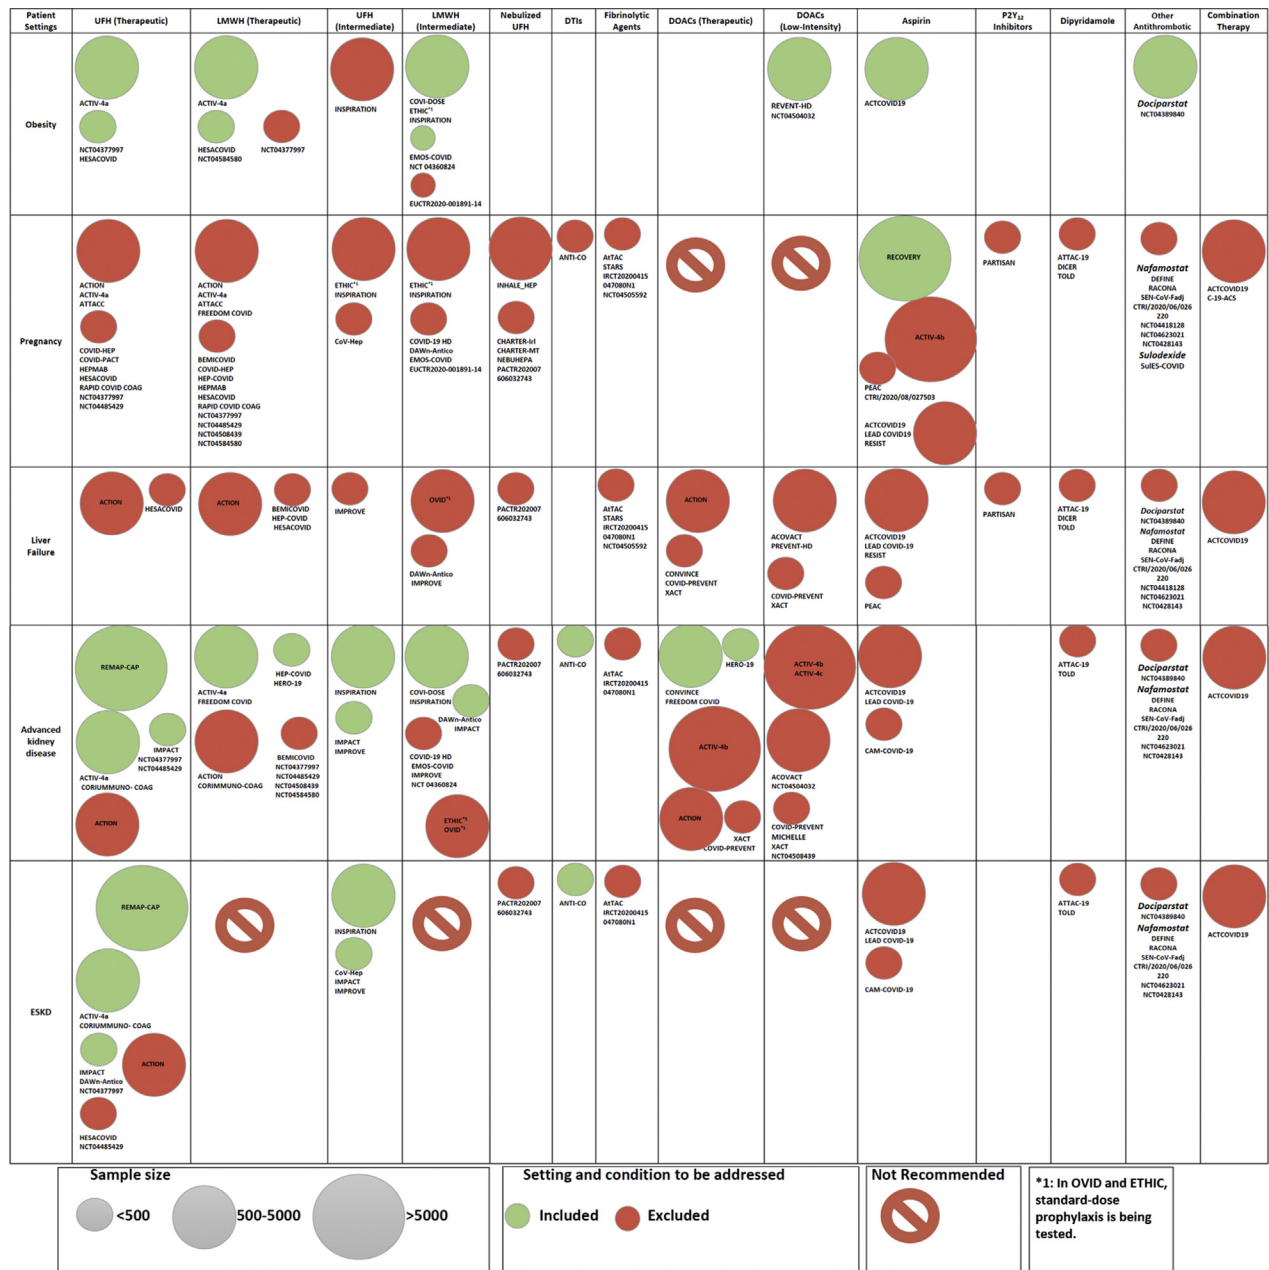 Patient Settings
UFH (Therapeutic)
LMWH (Therapeutic)
UFH (Intermediate)
LMWH (Intermediate)
Nebulized UFH
DTIs
Fibrinolytic Agents
DOACs (Therapeutic)
DOACs (Low-Intensity)
Aspirin
P2Y12 Inhibitors
Dipyridamole
Other Antithrombotic
Combination Therapy
Obesity
ACTIV-4a
NCT04377997
HESACOVID
ACTIV-4a
HESACOVID
NCT04584580
NCT04377997
INSPIRATION
COVI-DOSE
ETHIC*1
INSPIRATION
EMOS-COVID
NCT 04360824
EUCTR2020-001891-14
REVENT-HD
NCT04504032
ACTCOVID19
Dociparstat
NCT04389840
Pregnancy
ACTION
ACTIV-4a
ATTACC
COVID-HEP
COVID-PACT
HEPMAB
HESACOVID
RAPID COVID COAG
NCT04377997
NCT04485429
ACTION
ACTIV-4a
ATTACC
FREEDOM COVID
BEMICOVID
COVID-HEP
HEP-COVID
HEPMAB
HESACOVID
RAPID COVID COAG
NCT04377997
NCT04485429
NCT04508439
NCT04584580
ETHIC*1
INSPIRATION
CoV-Hep
ETHIC*1
INSPIRATION
COVID-19 HD
DAWn-Antico
EMOS-COVID
EUCTR2020-001891-14
INHALE_HEP
CHARTER-Irl
CHARTER-MT
NEBUHEPA
PACTR202007
606032743
ANTI-CO
AtTAC
STARS
IRCT20200415
047080N1
NCT04505592
RECOVERY
ACTIV-4b
PEAC
CTRI/2020/08/027503
ACTCOVID19
LEAD COVID19
RESIST
PARTISAN
ATTAC-19
DICER
TOLD
Nafamostat
DEFINE
RACONA
SEN-CoV-Fadj
CTRI/2020/06/026
220
NCT04418128
NCT04623021
NCT0428143
Sulodexide
SulES-COVID
ACTCOVID19
C-19-ACS
Liver Failure
ACTION
HESACOVID
ACTION
BEMICOVID
HEP-COVID
HESACOVID
IMPROVE
OVID*1
DAWn-Antico
IMPROVE
PACTR202007
606032743
AtTAC
STARS
IRCT20200415
047080N1
NCT04505592
ACTION
CONVINCE
COVID-PREVENT
XACT
ACOVACT
PREVENT-HD
COVID-PREVENT
XACT
ACTCOVID19
LEAD COVID-19
RESIST
PEAC
PARTISAN
ATTAC-19
DICER
TOLD
Dociparstat
NCT04389840
Nafamostat
DEFINE
RACONA
SEN-CoV-Fadj
CTRI/2020/06/026
220
NCT04418128
NCT04623021
NCT0428143
ACTCOVID19
Advanced kidney disease
REMAP-CAP
ACTIV-4a
CORIUMMUNO- COAG
IMPACT
NCT04377997
NCT04485429
ACTION
ACTIV-4a
FREEDOM COVID
HEP-COVID
HERO-19
ACTION
CORIMMUNO-COAG
BEMICOVID
NCT04377997
NCT04485429
NCT04508439
NCT04584580
INSPIRATION
IMPACT
IMPROVE
COVI-DOSE
INSPIRATION
DAWn-Antico
IMPACT
COVID-19 HD
EMOS-COVID
IMPROVE
NCT 04360824
ETHIC*1
OVID*1
PACTR202007
606032743
ANTI-CO
AtTAC
IRCT20200415
047080N1
CONVINCE
FREEDOM COVID
HERO-19
ACTIV-4b
ACTION
XACT
COVID-PREVENT
ACTIV-4b
ACTIV-4c
ACOVACT
NCT04504032
COVID-PREVENT
MICHELLE
XACT
NCT04508439
ACTCOVID19
LEAD COVID-19
CAM-COVID-19
ATTAC-19
TOLD
Dociparstat
NCT04389840
Nafamostat
DEFINE
RACONA
SEN-CoV-Fadj
CTRI/2020/06/026
220
NCT04623021
NCT0428143
ACTCOVID19
ESKD
REMAP-CAP
ACTIV-4a
CORIUMMUNO- COAG
IMPACT
DAWn-Antico
NCT04377997
ACTION
HESACOVID
NCT04485429
INSPIRATION
CoV-Hep
IMPACT
IMPROVE
PACTR202007
606032743
ANTI-CO
AtTAC
IRCT20200415
047080N1
ACTCOVID19
LEAD COVID-19
CAM-COVID-19
ATTAC-19
TOLD
Dociparstat
NCT04389840
Nafamostat
DEFINE
RACONA
SEN-CoV-Fadj
CTRI/2020/06/026
220
NCT04623021
NCT0428143
ACTCOVID19
Sample size
<500
500-5000
>5000
Setting and condition to be addressed
Included
Excluded
Not Recommended
*1: In OVID and ETHIC,
standard-dose
prophylaxis is being
tested.